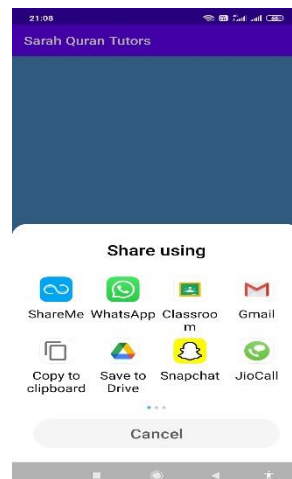 21:08
Sarah Quran Tutors
Share using
ShareMe WhatsApp Classroo Gmail
m
Copy to Save to Snapchat JioCall
clipboard Drive
Cancel